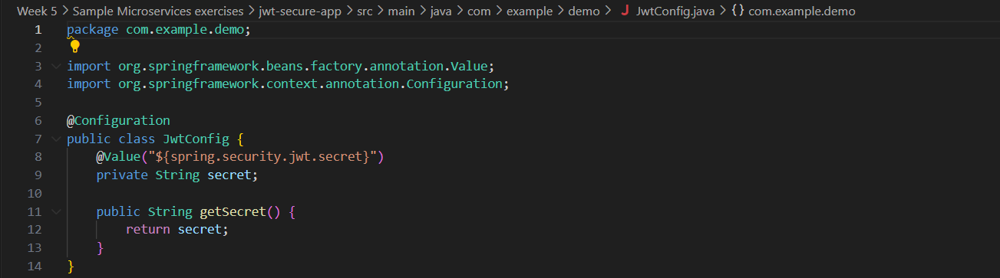 Week 5 > Sample Microservices exercises > jwt-secure-app > src > main > java > com > example > demo > J JwtConfig.java > {} com.example.demo
1 package com.example.demo;
2
3 import org.springframework.beans.factory.annotation.Value;
4 import org.springframework.context.annotation.Configuration;
5
6 @Configuration
7 public class JwtConfig {
8     @Value("${spring.security.jwt.secret}")
9     private String secret;
10
11     public String getSecret() {
12         return secret;
13     }
14 }